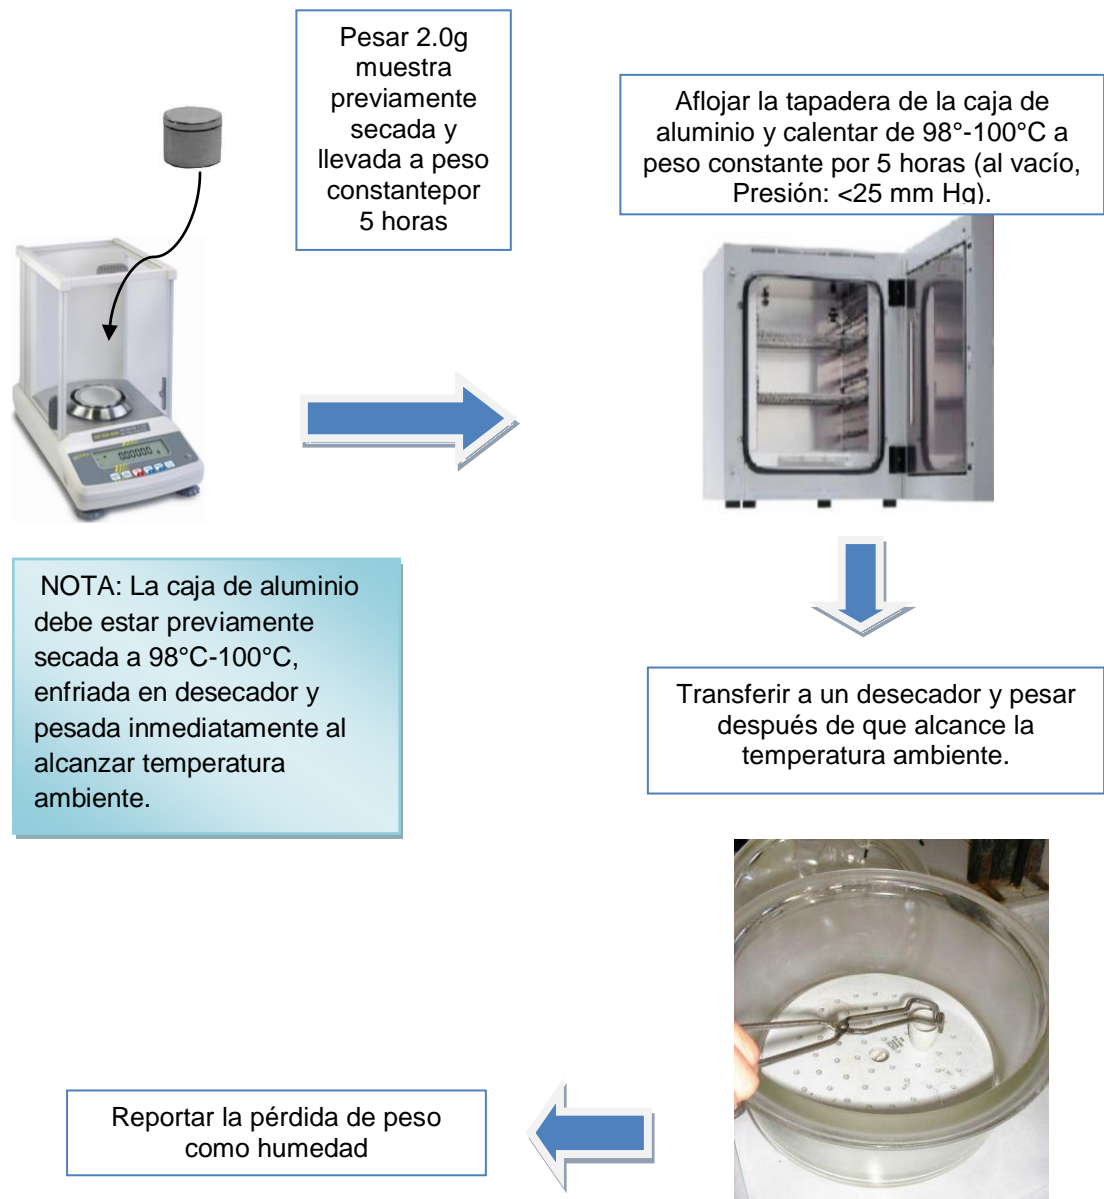 Pesar 2.0g
muestra
previamente
secada y
llevada a peso
constantepor
5 horas
Aflojar la tapadera de la caja de
aluminio y calentar de 98°-100°C a
peso constante por 5 horas (al vacío,
Presión: <25 mm Hg).
NOTA: La caja de aluminio
debe estar previamente
secada a 98°C-100°C,
enfriada en desecador y
pesada inmediatamente al
alcanzar temperatura
ambiente.
Transferir a un desecador y pesar
después de que alcance la
temperatura ambiente.
Reportar la pérdida de peso
como humedad